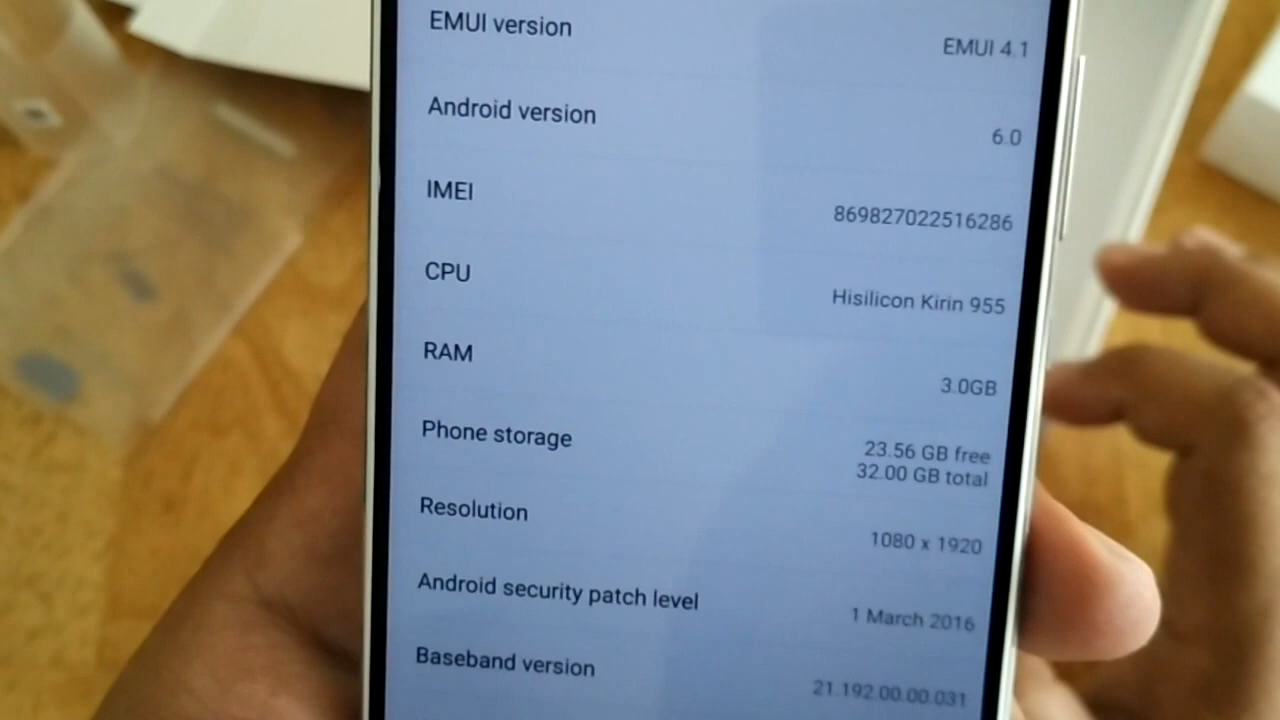 EMUI version
EMUI 4.1
Android version
6.0
IMEI
869827022516286
CPU
Hisilicon Kirin 955
RAM
3.0GB
Phone storage
23.56 GB free
32.00 GB total
Resolution
1080 x 1920
Android security patch level
1 March 2016
Baseband version
21.192.00.00.031